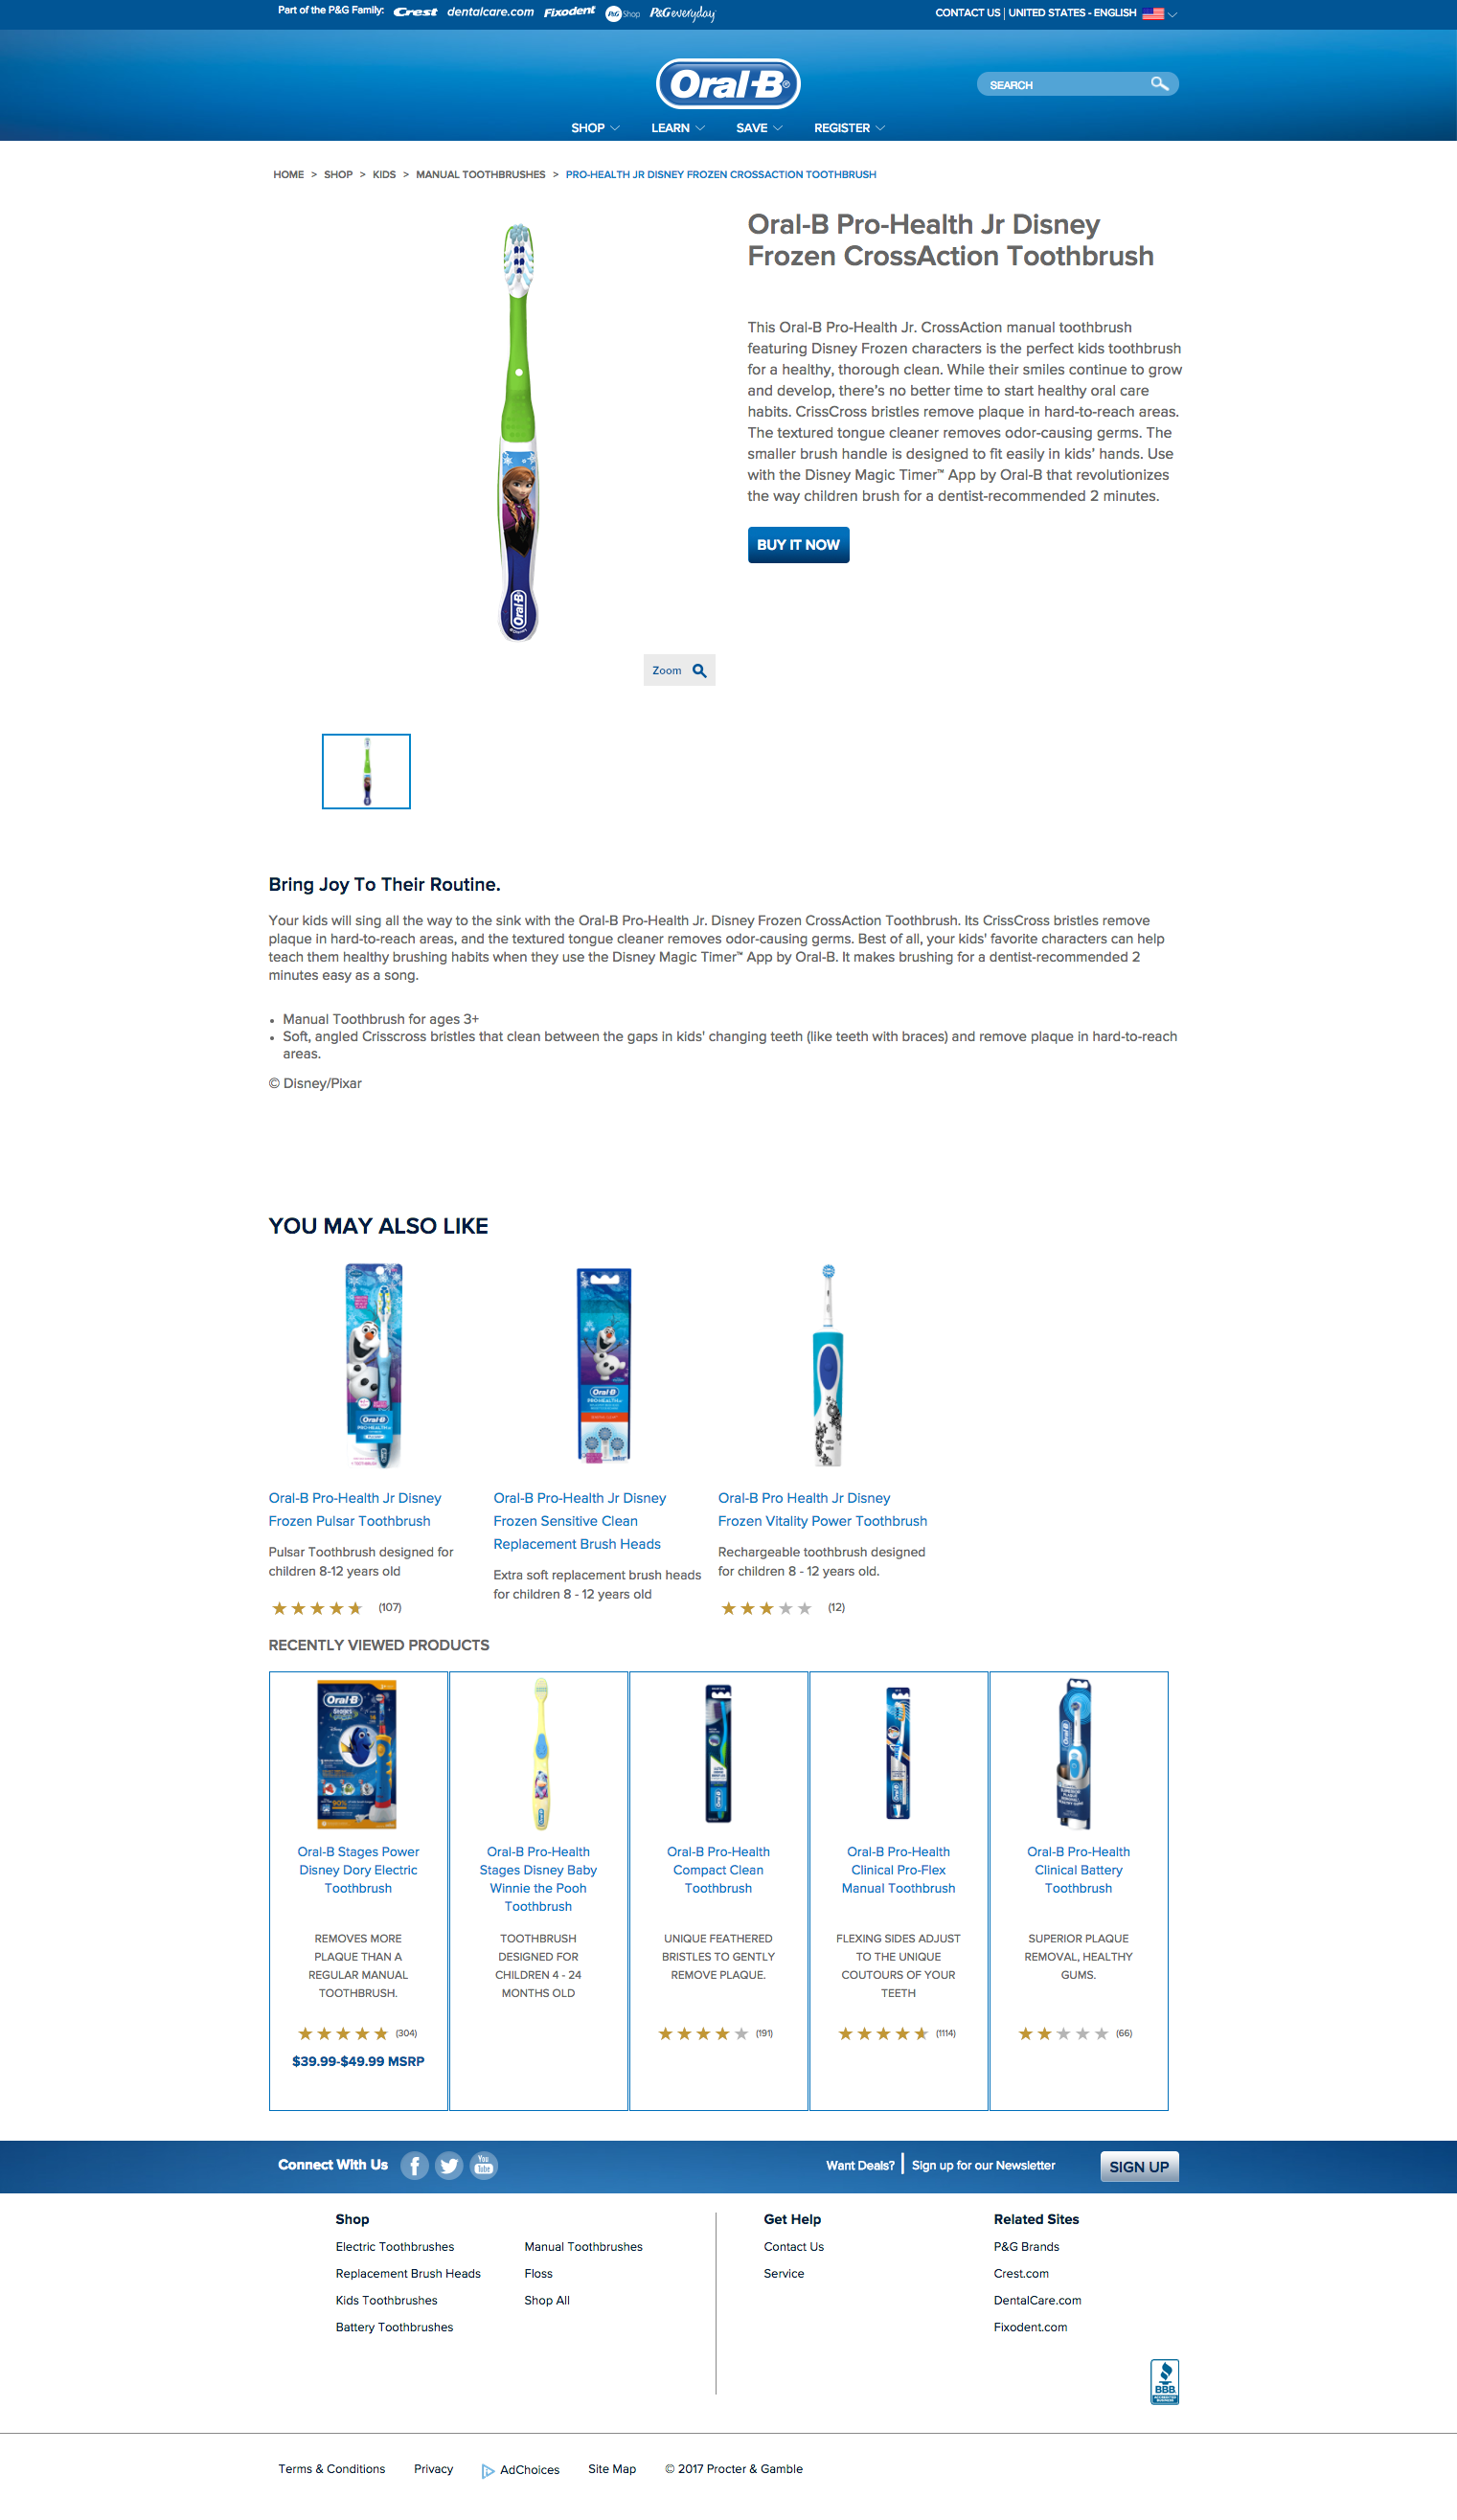 Part of the P&G Family: Crest dentalcare.com Fixodent P&G Shop P&G everyday
CONTACT US | UNITED STATES - ENGLISH
Oral-B®
SEARCH
SHOP LEARN SAVE REGISTER
HOME > SHOP > KIDS > MANUAL TOOTHBRUSHES > PRO-HEALTH JR DISNEY FROZEN CROSSACTION TOOTHBRUSH
Oral-B Pro-Health Jr Disney
Frozen CrossAction Toothbrush
This Oral-B Pro-Health Jr. CrossAction manual toothbrush
featuring Disney Frozen characters is the perfect kids toothbrush
for a healthy, thorough clean. While their smiles continue to grow
and develop, there's no better time to start healthy oral care
habits. CrissCross bristles remove plaque in hard-to-reach areas.
The textured tongue cleaner removes odor-causing germs. The
smaller brush handle is designed to fit easily in kids' hands. Use
with the Disney Magic Timer™ App by Oral-B that revolutionizes
the way children brush for a dentist-recommended 2 minutes.
BUY IT NOW
Oral-B
Zoom
Bring Joy To Their Routine.
Your kids will sing all the way to the sink with the Oral-B Pro-Health Jr. Disney Frozen CrossAction Toothbrush. Its CrissCross bristles remove
plaque in hard-to-reach areas, and the textured tongue cleaner removes odor-causing germs. Best of all, your kids' favorite characters can help
teach them healthy brushing habits when they use the Disney Magic Timer™ App by Oral-B. It makes brushing for a dentist-recommended 2
minutes easy as a song.
• Manual Toothbrush for ages 3+
• Soft, angled Crisscross bristles that clean between the gaps in kids' changing teeth (like teeth with braces) and remove plaque in hard-to-reach
areas.
© Disney/Pixar
YOU MAY ALSO LIKE
Oral-B
PRO-HEALTH
Oral-B
PRO-HEALTH
Oral-B Pro-Health Jr Disney
Frozen Pulsar Toothbrush
Pulsar Toothbrush designed for
children 8-12 years old
(107)
Oral-B Pro-Health Jr Disney
Frozen Sensitive Clean
Replacement Brush Heads
Extra soft replacement brush heads
for children 8 - 12 years old
Oral-B Pro Health Jr Disney
Frozen Vitality Power Toothbrush
Rechargeable toothbrush designed
for children 8 - 12 years old.
(12)
RECENTLY VIEWED PRODUCTS
Oral-B
Stages
90%
Oral-B Stages Power
Disney Dory Electric
Toothbrush
REMOVES MORE
PLAQUE THAN A
REGULAR MANUAL
TOOTHBRUSH.
(304)
$39.99-$49.99 MSRP
Oral-B Pro-Health
Stages Disney Baby
Winnie the Pooh
Toothbrush
TOOTHBRUSH
DESIGNED FOR
CHILDREN 4 - 24
MONTHS OLD
Oral-B Pro-Health
Compact Clean
Toothbrush
UNIQUE FEATHERED
BRISTLES TO GENTLY
REMOVE PLAQUE.
(191)
Oral-B Pro-Health
Clinical Pro-Flex
Manual Toothbrush
FLEXING SIDES ADJUST
TO THE UNIQUE
COUTOURS OF YOUR
TEETH
(1114)
Oral-B
Oral-B Pro-Health
Clinical Battery
Toothbrush
SUPERIOR PLAQUE
REMOVAL, HEALTHY
GUMS.
(66)
Connect With Us
You Tube
Want Deals? | Sign up for our Newsletter
SIGN UP
Shop
Electric Toothbrushes
Replacement Brush Heads
Kids Toothbrushes
Battery Toothbrushes
Manual Toothbrushes
Floss
Shop All
Get Help
Contact Us
Service
Related Sites
P&G Brands
Crest.com
DentalCare.com
Fixodent.com
BBB
Terms & Conditions Privacy AdChoices Site Map © 2017 Procter & Gamble